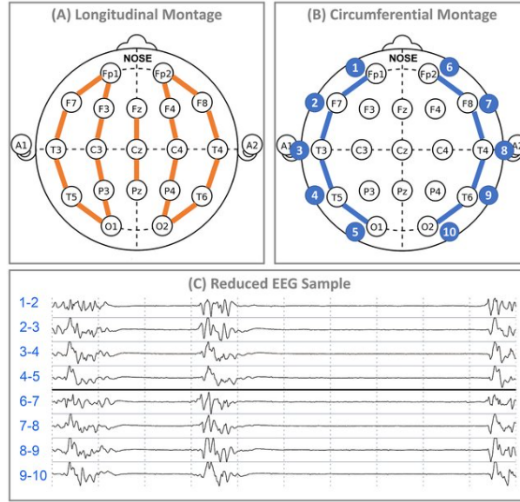 (A) Longitudinal Montage
NOSE
Fp1 Fp2
F7 F3 Fz F4 F8
A1 T3 C3 Cz C4 T4 A2
T5 P3 Pz P4 T6
O1 O2
(B) Circumferential Montage
1 NOSE 6
Fp1 Fp2
2 F7 F3 Fz F4 F8 7
A1 3 T3 C3 Cz C4 T4 8 A2
4 T5 P3 Pz P4 T6 9
5 O1 O2 10
(C) Reduced EEG Sample
1-2
2-3
3-4
4-5
6-7
7-8
8-9
9-10